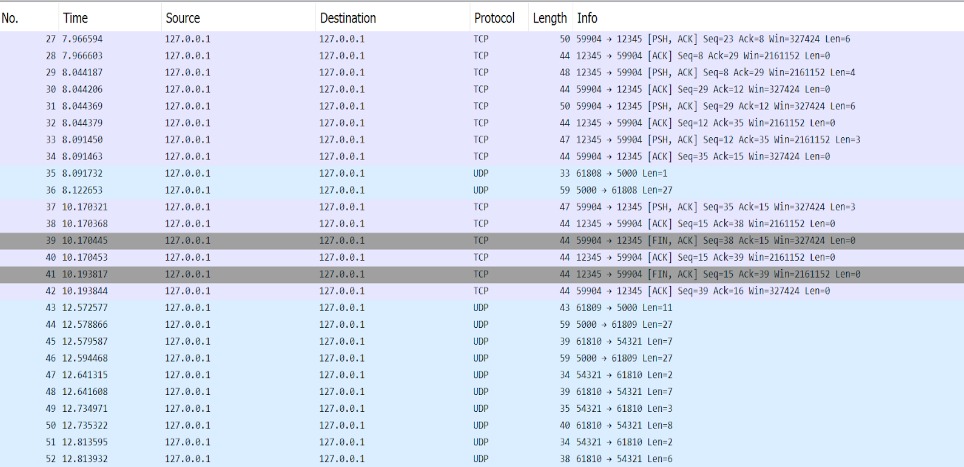 No. Time Source Destination Protocol Length Info
27 7.966594 127.0.0.1 127.0.0.1 TCP 50 59904 → 12345 [PSH, ACK] Seq=23 Ack=8 Win=327424 Len=6
28 7.966603 127.0.0.1 127.0.0.1 TCP 44 12345 → 59904 [ACK] Seq=8 Ack=29 Win=2161152 Len=0
29 8.044187 127.0.0.1 127.0.0.1 TCP 48 12345 → 59904 [PSH, ACK] Seq=8 Ack=29 Win=2161152 Len=4
30 8.044206 127.0.0.1 127.0.0.1 TCP 44 59904 → 12345 [ACK] Seq=29 Ack=12 Win=327424 Len=0
31 8.044369 127.0.0.1 127.0.0.1 TCP 50 59904 → 12345 [PSH, ACK] Seq=29 Ack=12 Win=327424 Len=6
32 8.044379 127.0.0.1 127.0.0.1 TCP 44 12345 → 59904 [ACK] Seq=12 Ack=35 Win=2161152 Len=0
33 8.091450 127.0.0.1 127.0.0.1 TCP 47 12345 → 59904 [PSH, ACK] Seq=12 Ack=35 Win=2161152 Len=3
34 8.091463 127.0.0.1 127.0.0.1 TCP 44 59904 → 12345 [ACK] Seq=35 Ack=15 Win=327424 Len=0
35 8.091732 127.0.0.1 127.0.0.1 UDP 33 61808 → 5000 Len=1
36 8.122653 127.0.0.1 127.0.0.1 UDP 59 5000 → 61808 Len=27
37 10.170321 127.0.0.1 127.0.0.1 TCP 47 59904 → 12345 [PSH, ACK] Seq=35 Ack=15 Win=327424 Len=3
38 10.170368 127.0.0.1 127.0.0.1 TCP 44 12345 → 59904 [ACK] Seq=15 Ack=38 Win=2161152 Len=0
39 10.170445 127.0.0.1 127.0.0.1 TCP 44 59904 → 12345 [FIN, ACK] Seq=38 Ack=15 Win=327424 Len=0
40 10.170453 127.0.0.1 127.0.0.1 TCP 44 12345 → 59904 [ACK] Seq=15 Ack=39 Win=2161152 Len=0
41 10.193817 127.0.0.1 127.0.0.1 TCP 44 12345 → 59904 [FIN, ACK] Seq=15 Ack=39 Win=2161152 Len=0
42 10.193844 127.0.0.1 127.0.0.1 TCP 44 59904 → 12345 [ACK] Seq=39 Ack=16 Win=327424 Len=0
43 12.572577 127.0.0.1 127.0.0.1 UDP 43 61809 → 5000 Len=11
44 12.578866 127.0.0.1 127.0.0.1 UDP 59 5000 → 61809 Len=27
45 12.579587 127.0.0.1 127.0.0.1 UDP 39 61810 → 54321 Len=7
46 12.594468 127.0.0.1 127.0.0.1 UDP 59 5000 → 61809 Len=27
47 12.641315 127.0.0.1 127.0.0.1 UDP 34 54321 → 61810 Len=2
48 12.641608 127.0.0.1 127.0.0.1 UDP 39 61810 → 54321 Len=7
49 12.734971 127.0.0.1 127.0.0.1 UDP 35 54321 → 61810 Len=3
50 12.735322 127.0.0.1 127.0.0.1 UDP 40 61810 → 54321 Len=8
51 12.813595 127.0.0.1 127.0.0.1 UDP 34 54321 → 61810 Len=2
52 12.813932 127.0.0.1 127.0.0.1 UDP 38 61810 → 54321 Len=6